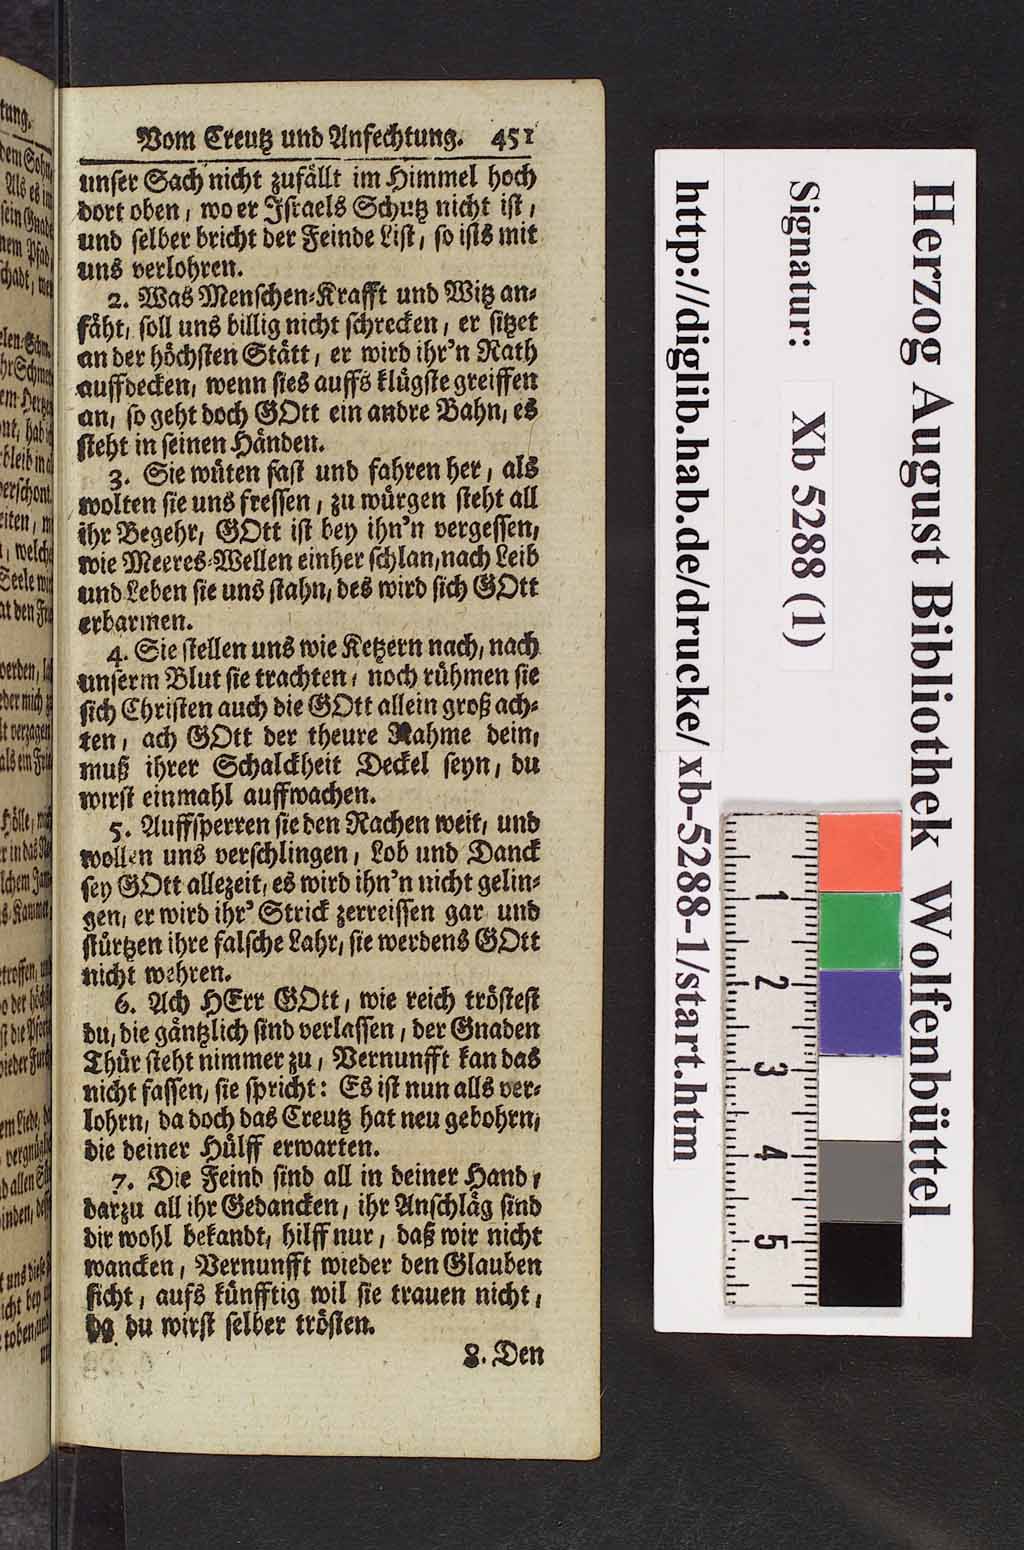 Vom Creutz und Anfechtung. 451
unser Sach nicht zufällt im Himmel hoch
dort oben, wo er Israels Schutz nicht ist,
und selber bricht der Feinde List, so ists mit
uns verlohren.
2. Was Menschen-Krafft und Witz an-
fäht, soll uns billig nicht schrecken, er sitzet
an der höchsten Stätt, er wird ihr'n Rath
auffdecken, wenn sies auffs klügste greiffen
an, so geht doch GOtt ein andre Bahn, es
steht in seinen Händen.
3. Sie wüten fast und fahren her, als
wolten sie uns fressen, zu würgen steht all
ihr Begehr, GOtt ist bey ihn'n vergessen,
wie Meeres-Wellen einher schlan, nach Leib
und Leben sie uns stahn, des wird sich GOtt
erbarmen.
4. Sie stellen uns wie Ketzern nach, nach
unserm Blut sie trachten, noch rühmen sie
sich Christen auch die GOtt allein groß ach-
ten, ach GOtt der theure Nahme dein,
muß ihrer Schalckheit Deckel seyn, du
wirst einmahl auffwachen.
5. Auffsperren sie den Rachen weit, und
wollen uns verschlingen, Lob und Danck
sey GOtt allezeit, es wird ihn'n nicht gelin-
gen, er wird ihr' Strick zerreissen gar und
stürtzen ihre falsche Lahr, sie werdens GOtt
nicht wehren.
6. Ach HErr GOtt, wie reich tröstest
du, die gäntzlich sind verlassen, der Gnaden
Thür steht nimmer zu, Vernunfft kan das
nicht fassen, sie spricht: Es ist nun alls ver-
lohrn, da doch das Creutz hat neu gebohrn,
die deiner Hülff erwarten.
7. Die Feind sind all in deiner Hand,
darzu all ihr Gedancken, ihr Anschläg sind
dir wohl bekandt, hilff nur, daß wir nicht
wancken, Vernunfft wieder den Glauben
ficht, aufs künfftig wil sie trauen nicht,
da du wirst selber trösten.
8. Den
Herzog August Bibliothek Wolfenbüttel
Signatur: Xb 5288 (1)
http://diglib.hab.de/drucke/ xb-5288-1/start.htm
1
2
3
4
5